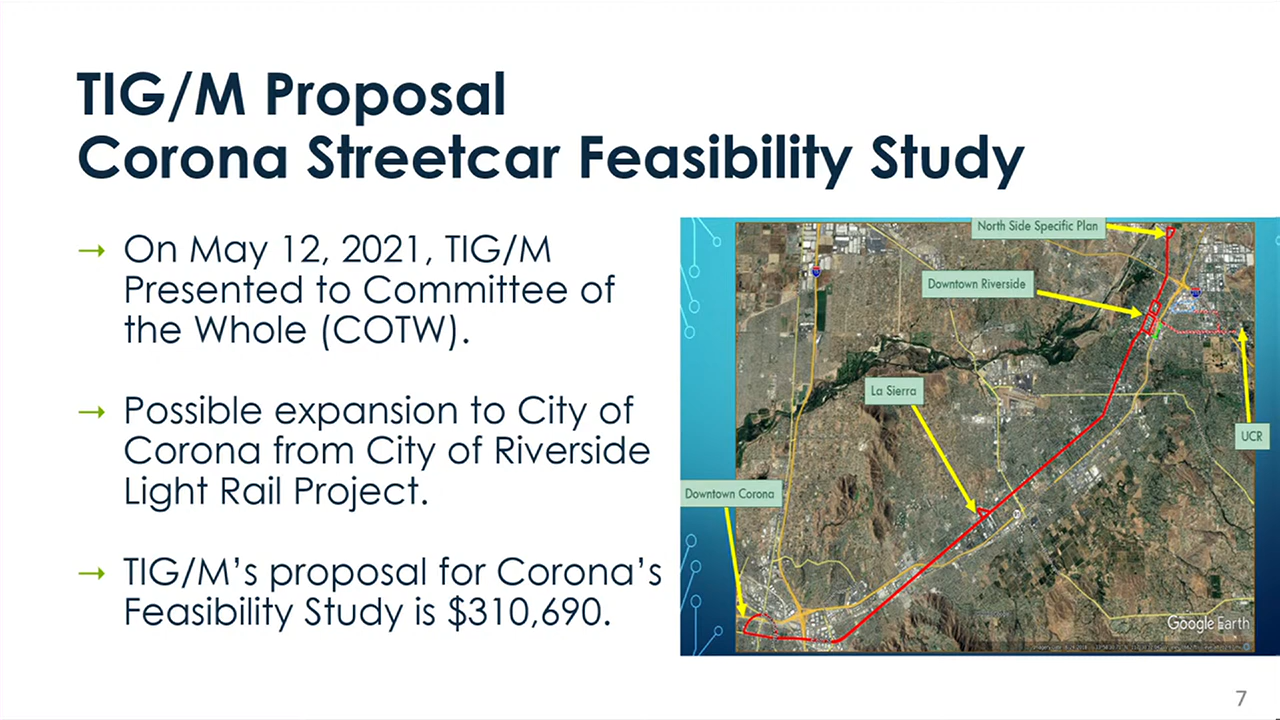 TIG/M Proposal
Corona Streetcar Feasibility Study
→ On May 12, 2021, TIG/M
Presented to Committee of
the Whole (COTW).
→ Possible expansion to City of
Corona from City of Riverside
Light Rail Project.
→ TIG/M’s proposal for Corona’s
Feasibility Study is $310,690.
North Side Specific Plan
Downtown Riverside
La Sierra
UCR
Downtown Corona
Google Earth
7